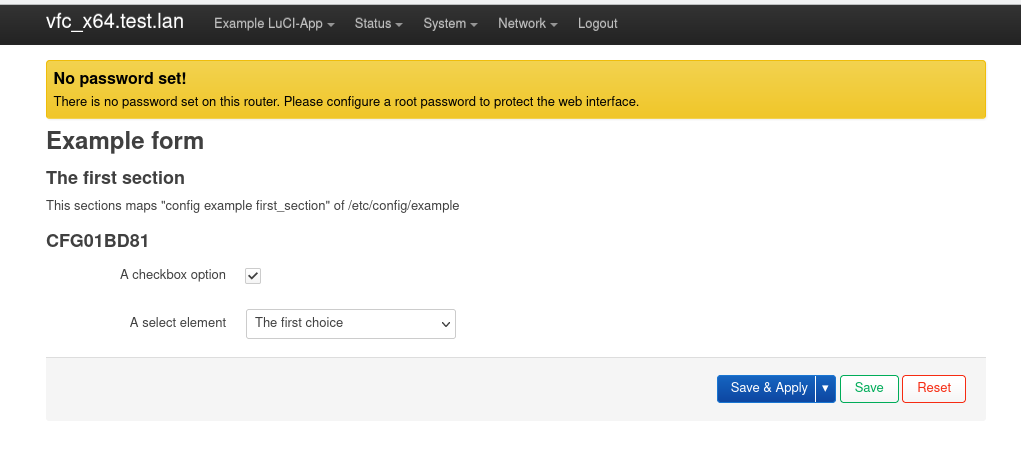 vfc_x64.test.lan Example LuCI-App Status System Network Logout
No password set!
There is no password set on this router. Please configure a root password to protect the web interface.
Example form
The first section
This sections maps "config example first_section" of /etc/config/example
CFG01BD81
A checkbox option
A select element The first choice
Save & Apply Save Reset